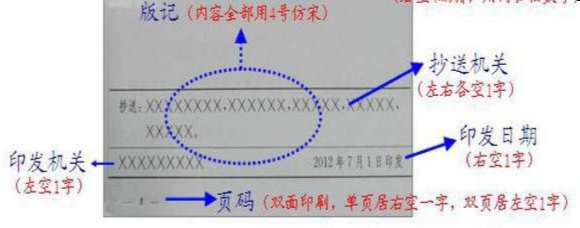 版记（内容全部用4号仿宋）
抄送机关
（左右各空1字）
抄送：XXXXXXXX，XXXXXX，XXXXX，XXXXX，
XXXXX。
印发日期
（右空1字）
印发机关
（左空1字）
XXXXXXXXX 2012年7月1日印发
页码（双面印刷，单页居右空一字，双页居左空1字）